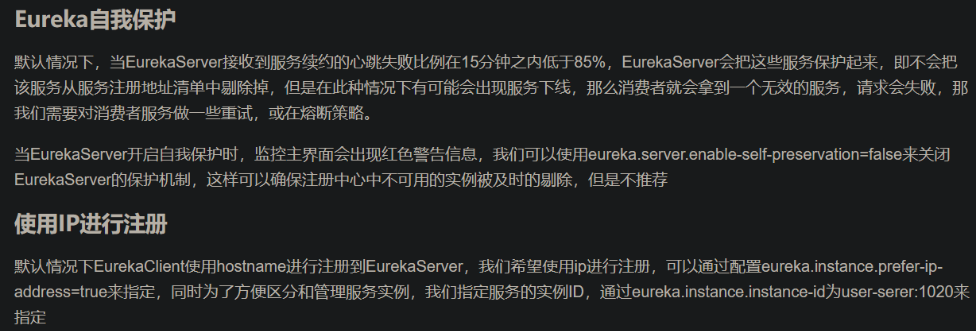 Eureka自我保护
默认情况下，当EurekaServer接收到服务续约的心跳失败比例在15分钟之内低于85%，EurekaServer会把这些服务保护起来，即不会把
该服务从服务注册地址清单中剔除掉，但是在此种情况下有可能会出现服务下线，那么消费者就会拿到一个无效的服务，请求会失败，那
我们需要对消费者服务做一些重试，或在熔断策略。
当EurekaServer开启自我保护时，监控主界面会出现红色警告信息，我们可以使用eureka.server.enable-self-preservation=false来关闭
EurekaServer的保护机制，这样可以确保注册中心中不可用的实例被及时的剔除，但是不推荐
使用IP进行注册
默认情况下EurekaClient使用hostname进行注册到EurekaServer，我们希望使用ip进行注册，可以通过配置eureka.instance.prefer-ip-
address=true来指定，同时为了方便区分和管理服务实例，我们指定服务的实例ID，通过eureka.instance.instance-id为user-serer:1020来
指定